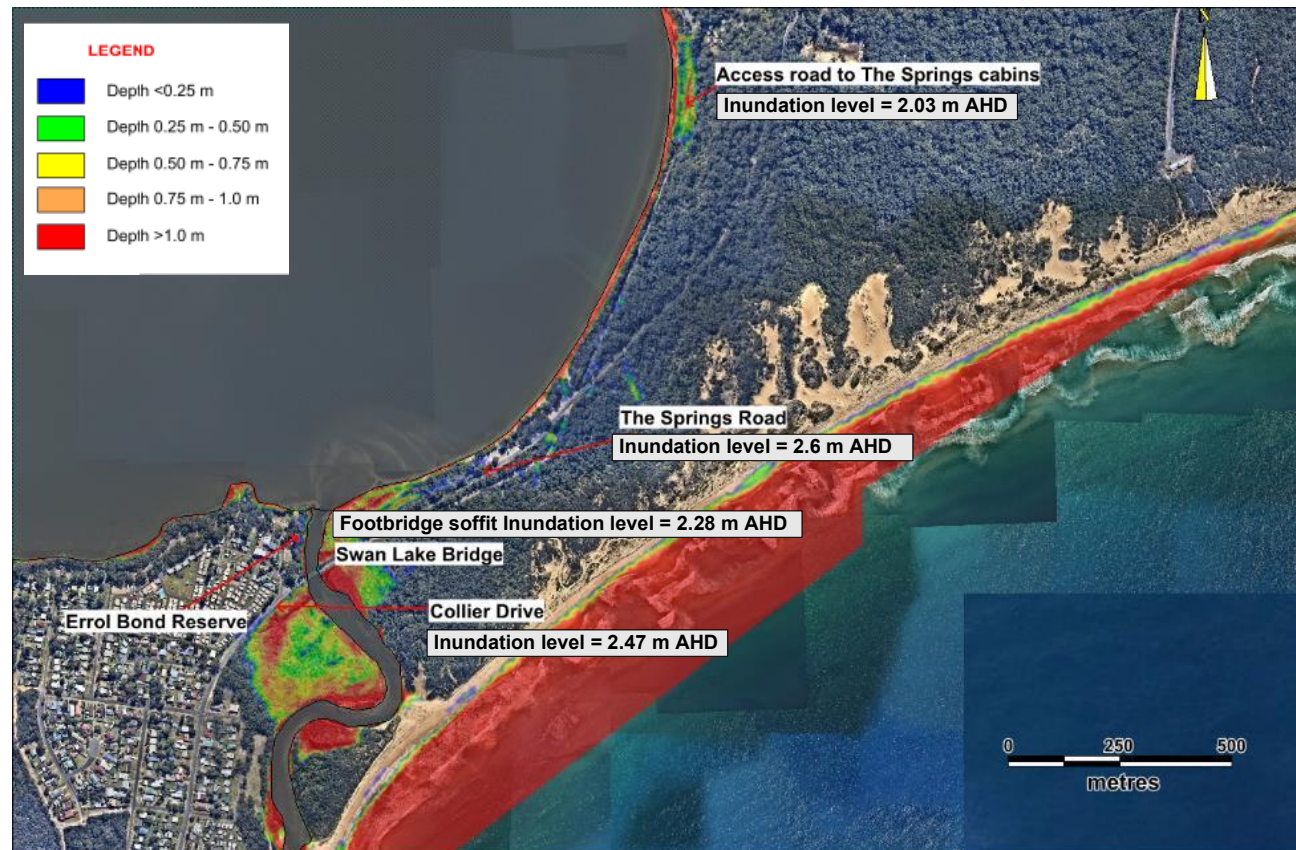 LEGEND
Depth <0.25 m
Depth 0.25 m - 0.50 m
Depth 0.50 m - 0.75 m
Depth 0.75 m - 1.0 m
Depth >1.0 m
Access road to The Springs cabins
Inundation level = 2.03 m AHD
The Springs Road
Inundation level = 2.6 m AHD
Footbridge soffit Inundation level = 2.28 m AHD
Swan Lake Bridge
Errol Bond Reserve
Collier Drive
Inundation level = 2.47 m AHD
0 250 500
metres